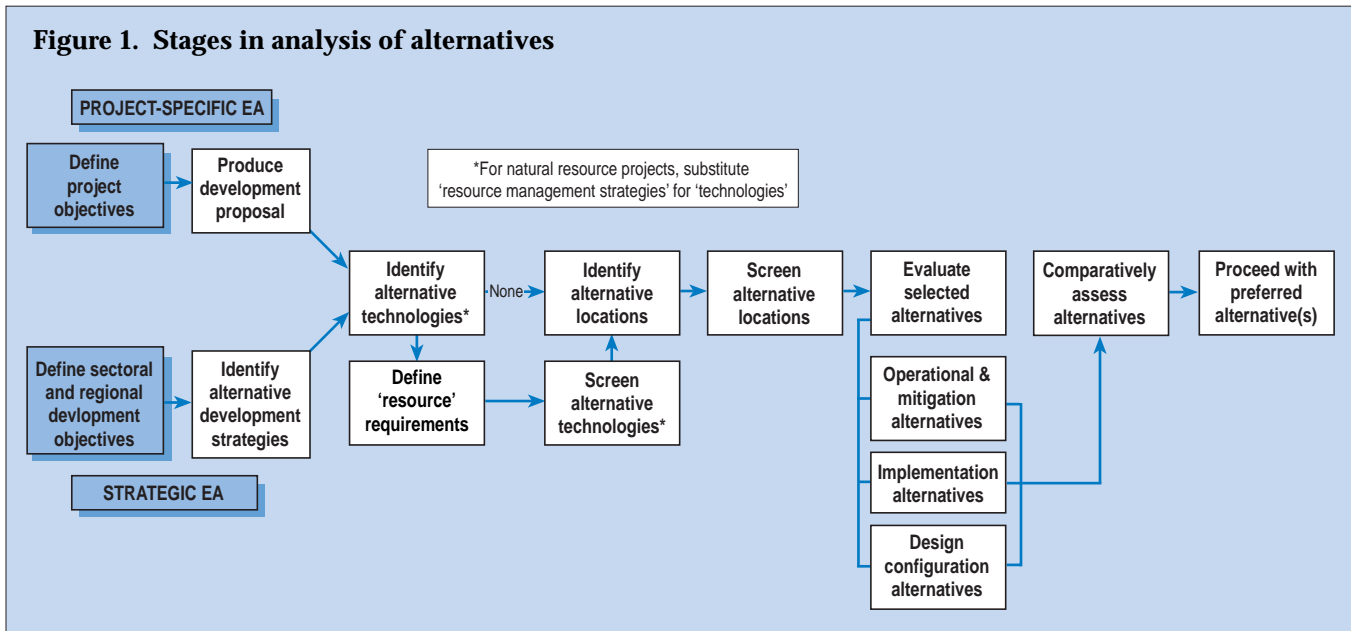 Figure 1. Stages in analysis of alternatives
PROJECT-SPECIFIC EA
Define
project
objectives
Produce
development
proposal
*For natural resource projects, substitute
‘resource management strategies’ for ‘technologies’
Identify
alternative
technologies*
None
Identify
alternative
locations
Screen
alternative
locations
Evaluate
selected
alternatives
Comparatively
assess
alternatives
Proceed with
preferred
alternative(s)
Define sectoral
and regional
devlopment
objectives
Identify
alternative
development
strategies
Define
‘resource’
requirements
Screen
alternative
technologies*
Operational &
mitigation
alternatives
Implementation
alternatives
Design
configuration
alternatives
STRATEGIC EA